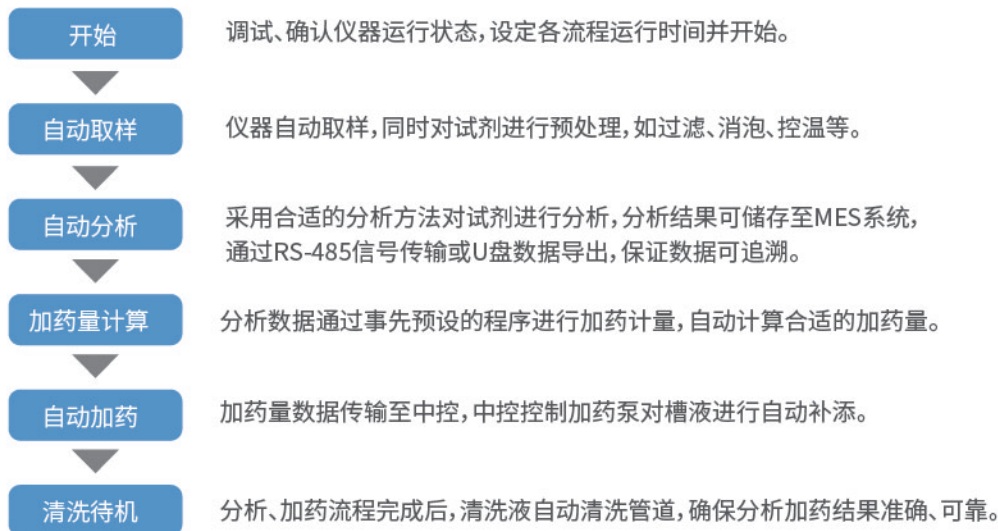 开始
调试、确认仪器运行状态,设定各流程运行时间并开始。
自动取样
仪器自动取样,同时对试剂进行预处理,如过滤、消泡、控温等。
自动分析
采用合适的分析方法对试剂进行分析,分析结果可储存至MES系统,
通过RS-485信号传输或U盘数据导出,保证数据可追溯。
加药量计算
分析数据通过事先预设的程序进行加药计量,自动计算合适的加药量。
自动加药
加药量数据传输至中控,中控控制加药泵对槽液进行自动补添。
清洗待机
分析、加药流程完成后,清洗液自动清洗管道,确保分析加药结果准确、可靠。